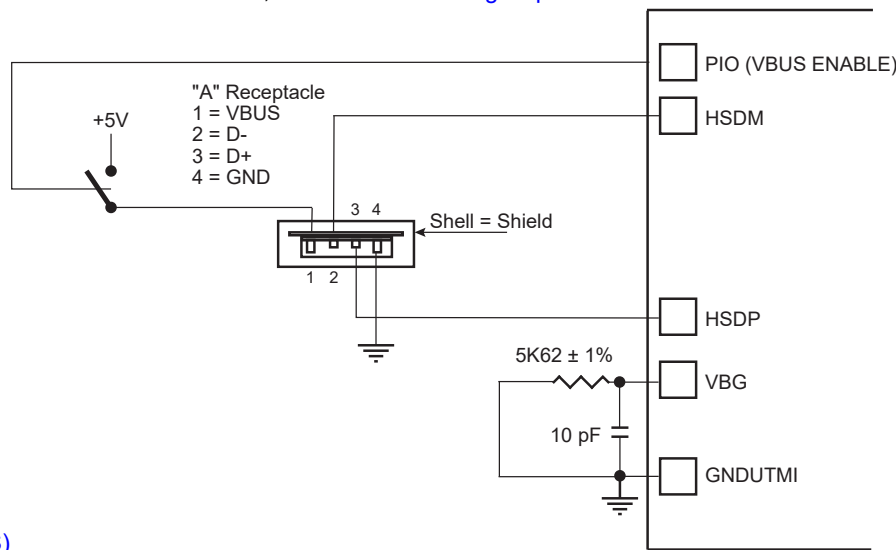 PIO (VBUS ENABLE)
"A" Receptacle
1 = VBUS
2 = D-
3 = D+
4 = GND
+5V
HSDM
3 4
Shell = Shield
1 2
HSDP
5K62 ± 1%
VBG
10 pF
GNDUTMI